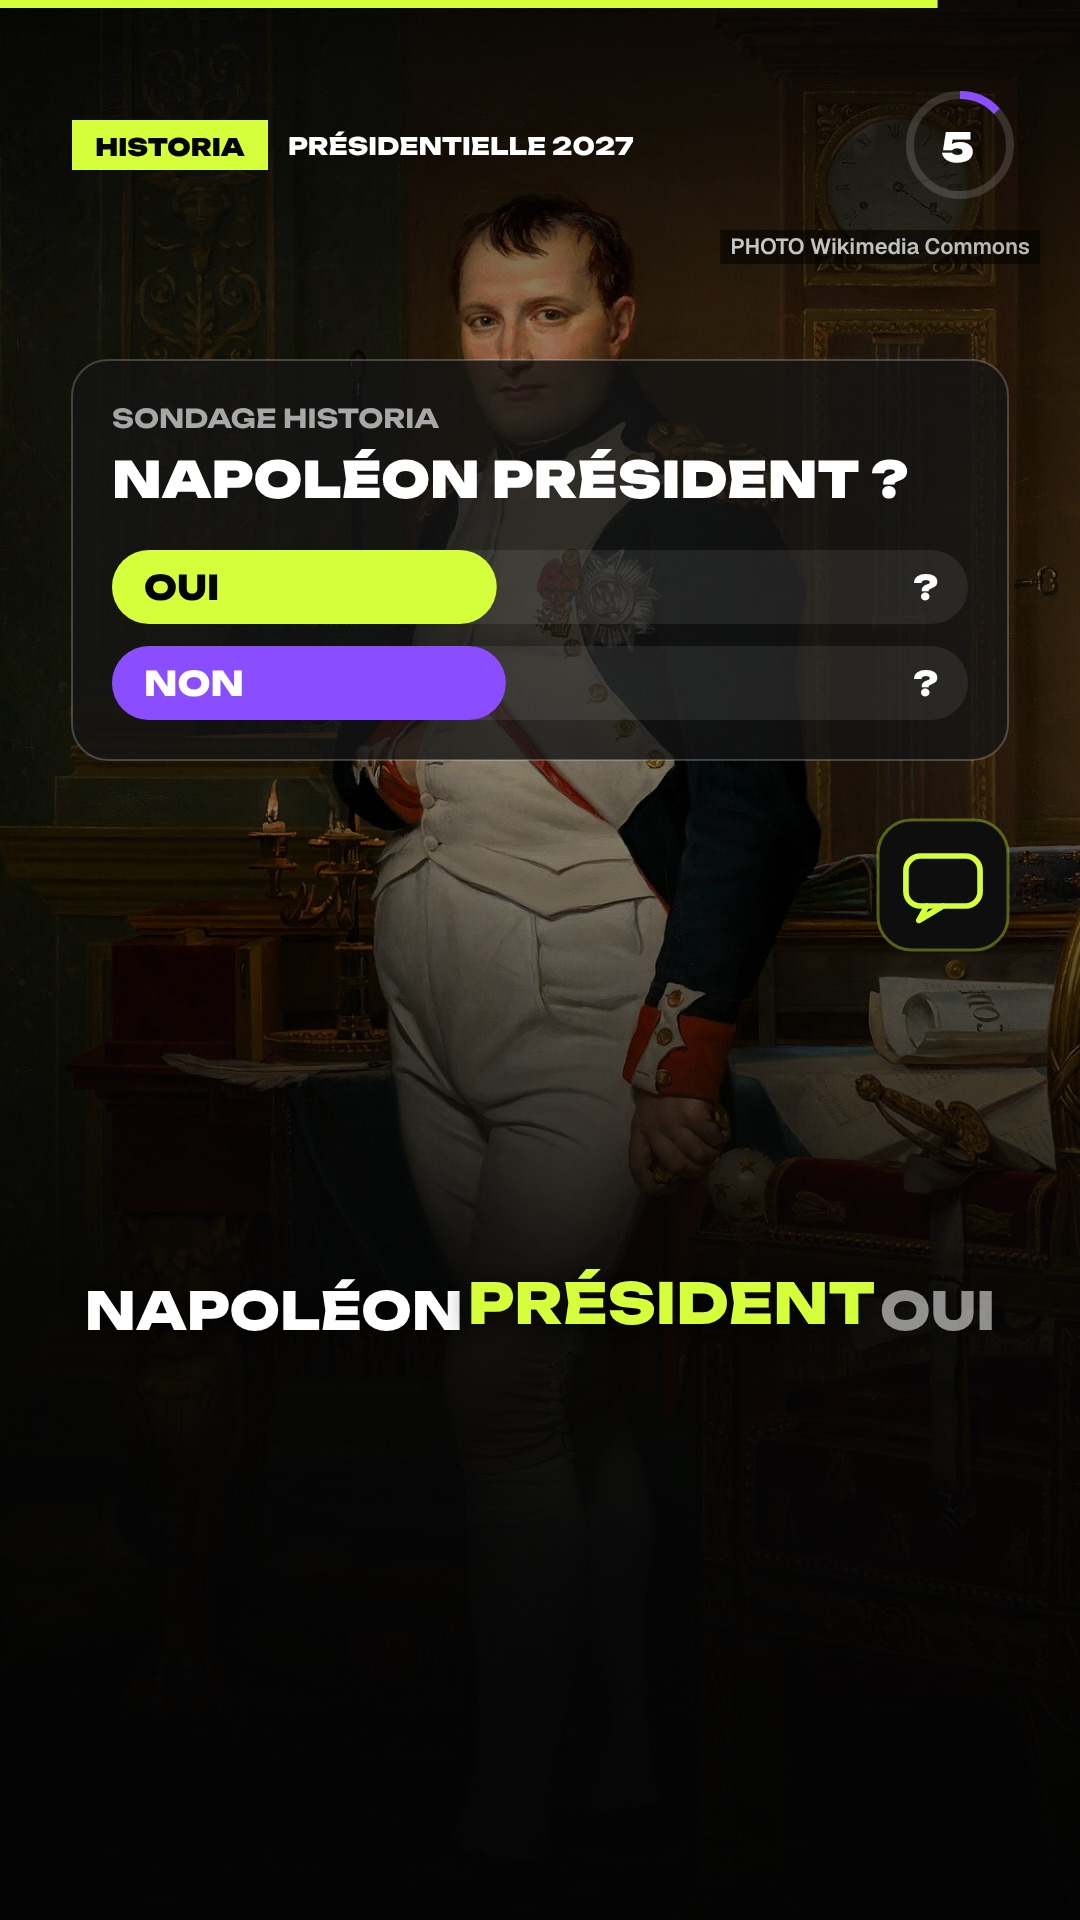 HISTORIA PRÉSIDENTIELLE 2027
5
PHOTO Wikimedia Commons
SONDAGE HISTORIA
NAPOLÉON PRÉSIDENT ?
OUI ?
NON ?
NAPOLÉON PRÉSIDENT OUI